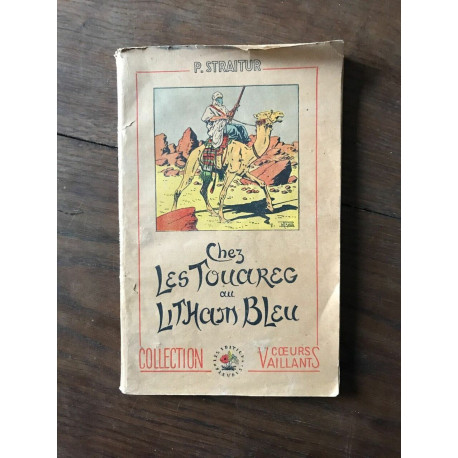 P. STRAITUR
Chez
LES TOUAREG
au
LITHAM BLEU
COLLECTION
CŒURS
VAILLANTS